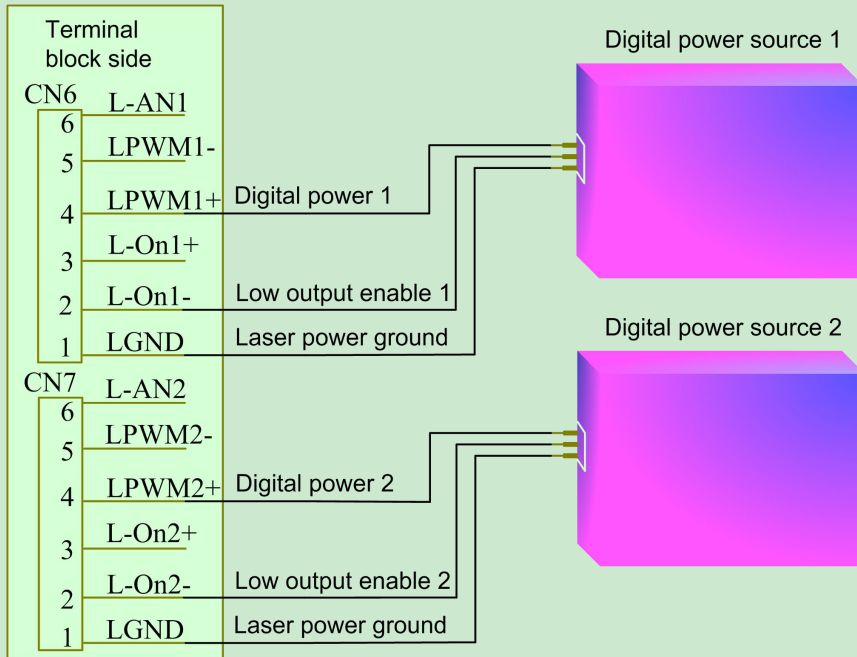 Terminal
block side
Digital power source 1
CN6
6 L-AN1
5 LPWM1-
4 LPWM1+ Digital power 1
3 L-On1+
2 L-On1- Low output enable 1
1 LGND Laser power ground
Digital power source 2
CN7
6 L-AN2
5 LPWM2-
4 LPWM2+ Digital power 2
3 L-On2+
2 L-On2- Low output enable 2
1 LGND Laser power ground